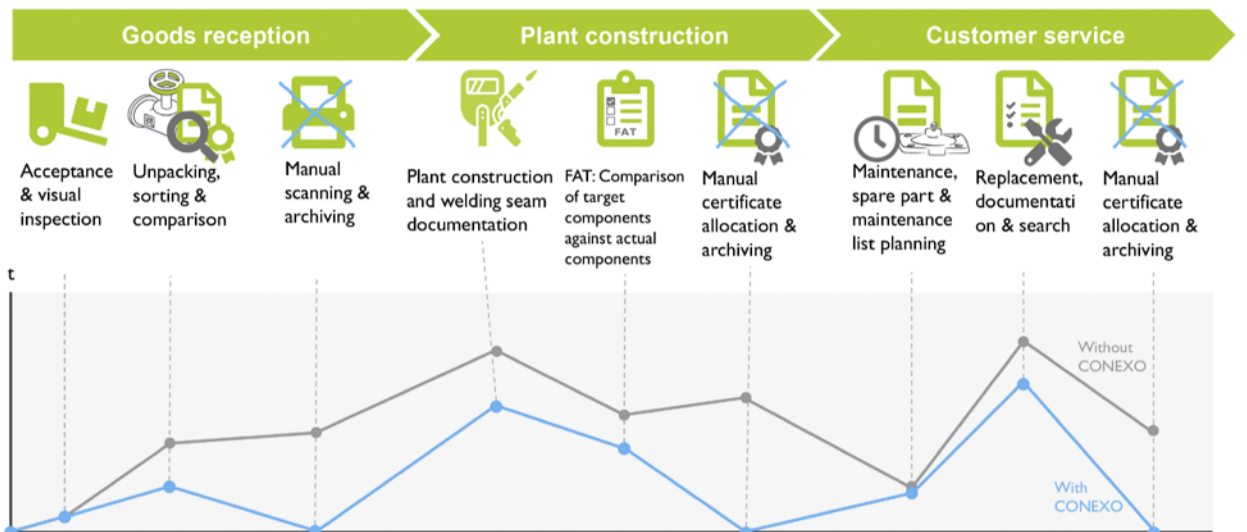 Goods reception
Plant construction
Customer service
FAT
Acceptance
& visual
inspection
Unpacking,
sorting &
comparison
Manual
scanning &
archiving
Plant construction
and welding seam
documentation
FAT: Comparison
of target
components
against actual
components
Manual
certificate
allocation &
archiving
Maintenance,
spare part &
maintenance
list planning
Replacement,
documentati
on & search
Manual
certificate
allocation &
archiving
t
Without
CONEXO
With
CONEXO